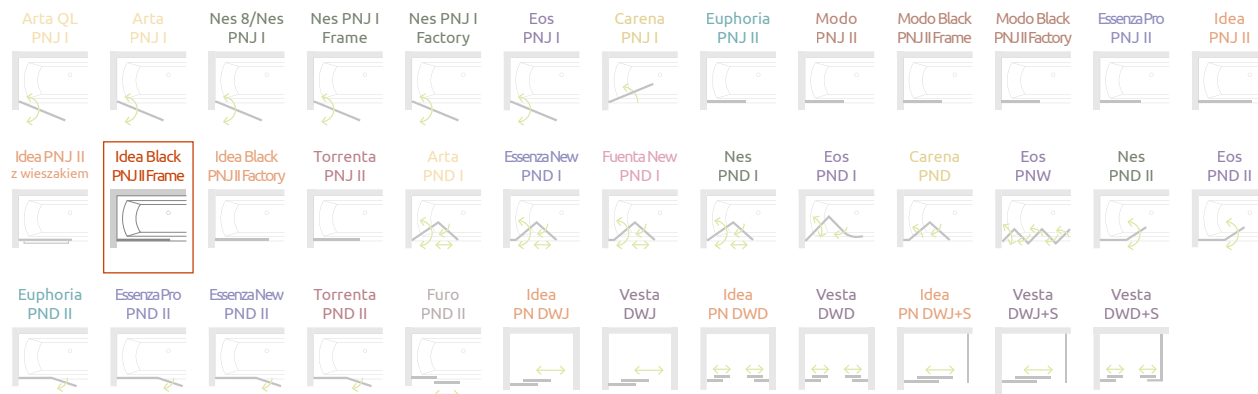 Arta QL
PNJ I
Arta
PNJ I
Nes 8/Nes
PNJ I
Nes PNJ I
Frame
Nes PNJ I
Factory
Eos
PNJ I
Carena
PNJ I
Euphoria
PNJ II
Modo
PNJ II
Modo Black
PNJ II Frame
Modo Black
PNJ II Factory
Essenza Pro
PNJ II
Idea
PNJ II
Idea PNJ II
z wieszakiem
Idea Black
PNJ II Frame
Idea Black
PNJ II Factory
Torrenta
PNJ II
Arta
PND I
Essenza New
PND I
Fuenta New
PND I
Nes
PND I
Eos
PND I
Carena
PND
Eos
PNW
Nes
PND II
Eos
PND II
Euphoria
PND II
Essenza Pro
PND II
Essenza New
PND II
Torrenta
PND II
Furo
PND II
Idea
PN DWJ
Vesta
DWJ
Idea
PN DWD
Vesta
DWD
Idea
PN DWJ+S
Vesta
DWJ+S
Vesta
DWD+S